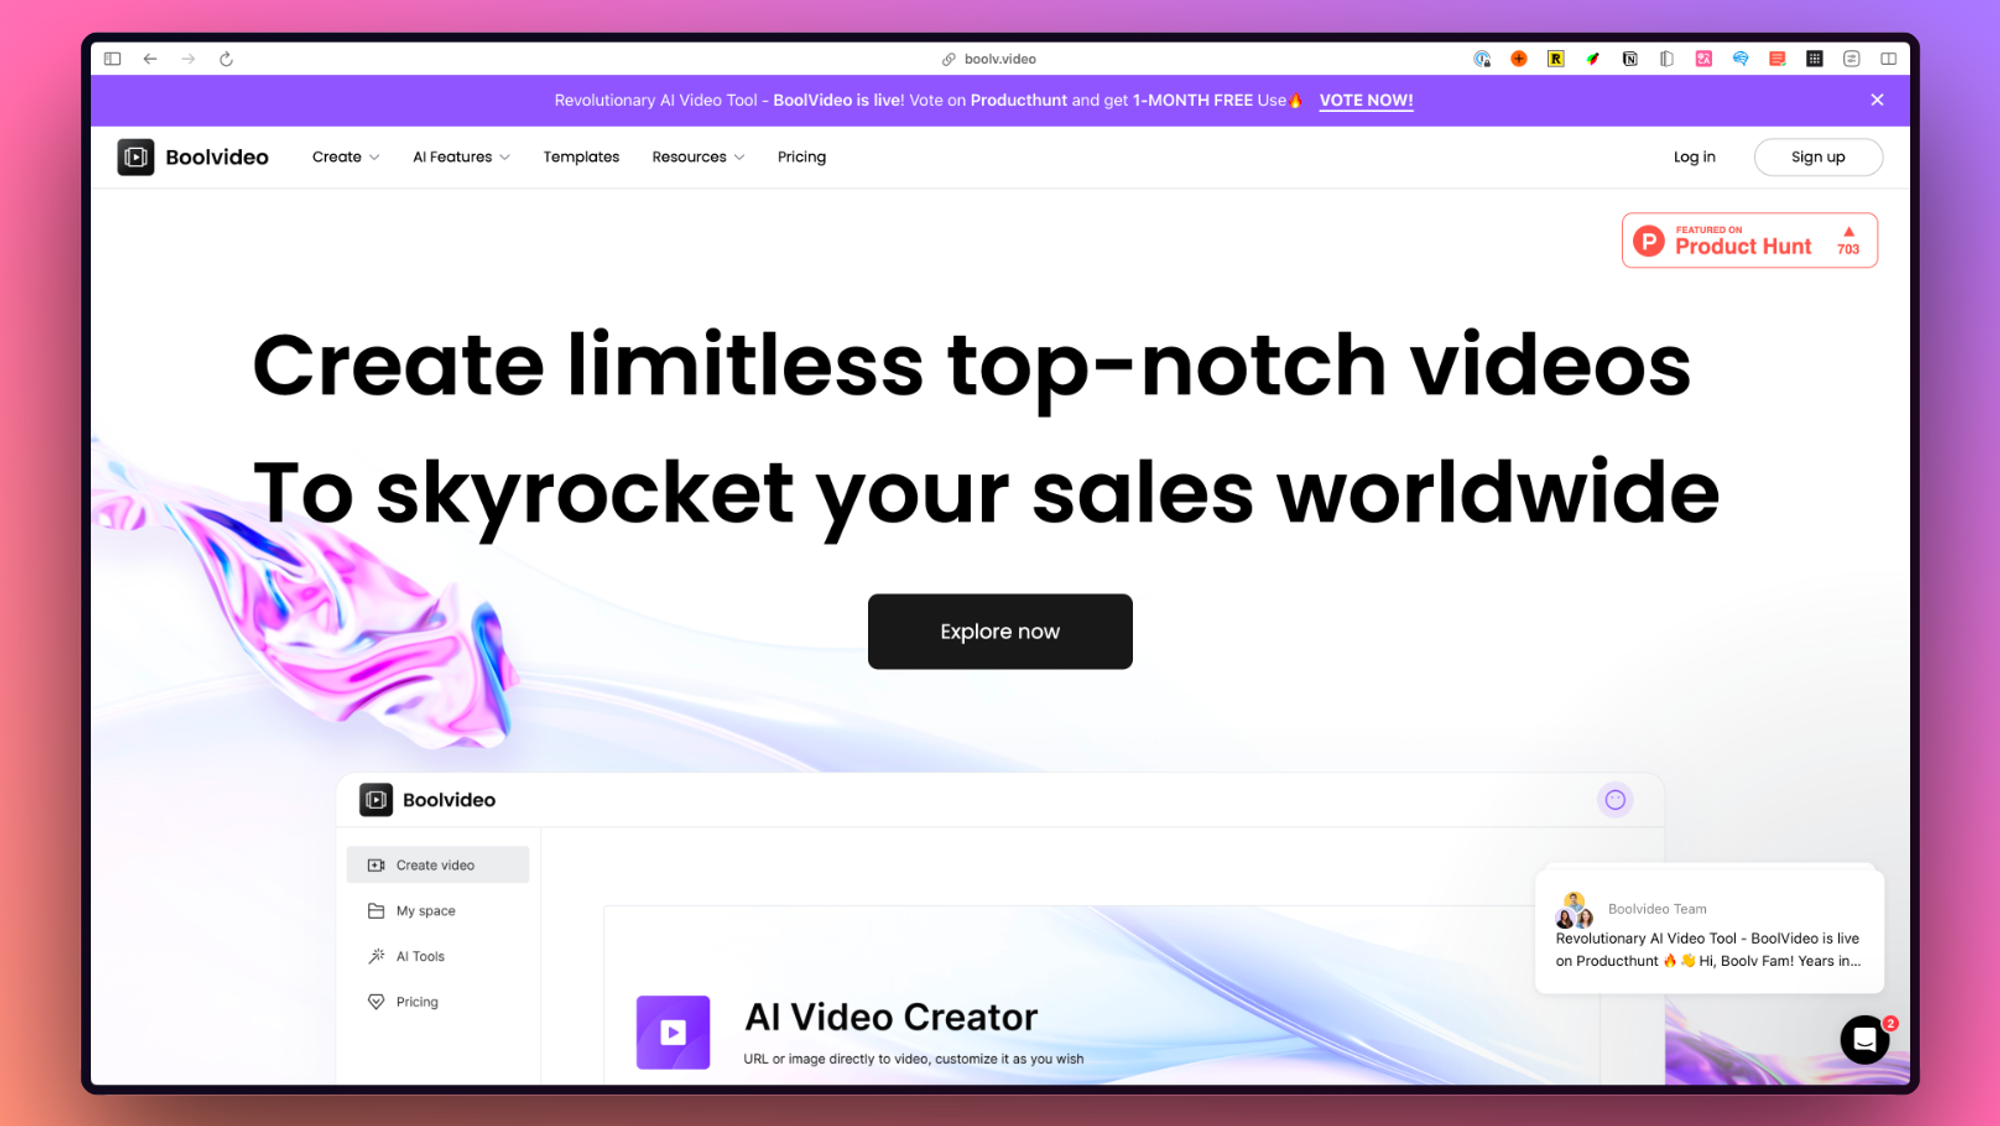 boolv.video
Revolutionary AI Video Tool - BoolVideo is live! Vote on Producthunt and get 1-MONTH FREE Use🔥 VOTE NOW!
Boolvideo Create AI Features Templates Resources Pricing Log in Sign up
P FEATURED ON
Product Hunt
703
Create limitless top-notch videos
To skyrocket your sales worldwide
Explore now
Boolvideo
Create video
My space
AI Tools
Pricing
AI Video Creator
URL or image directly to video, customize it as you wish
Boolvideo Team
Revolutionary AI Video Tool - BoolVideo is live
on Producthunt 🔥 👋 Hi, Boolv Fam! Years in...
2